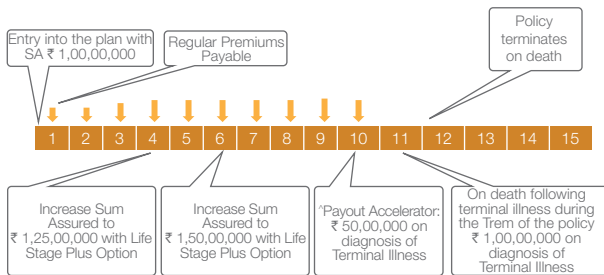 Entry into the plan with
SA ₹ 1,00,00,000
Regular Premiums
Payable
Policy
terminates
on death
1 2 3 4 5 6 7 8 9 10 11 12 13 14 15
Increase Sum
Assured to
₹ 1,25,00,000 with Life
Stage Plus Option
Increase Sum
Assured to
₹ 1,50,00,000 with Life
Stage Plus Option
^Payout Accelerator:
₹ 50,00,000 on
diagnosis of
Terminal Illness
On death following
terminal illness during
the Trem of the policy
₹ 1,00,00,000 on
diagnosis of
Terminal Illness